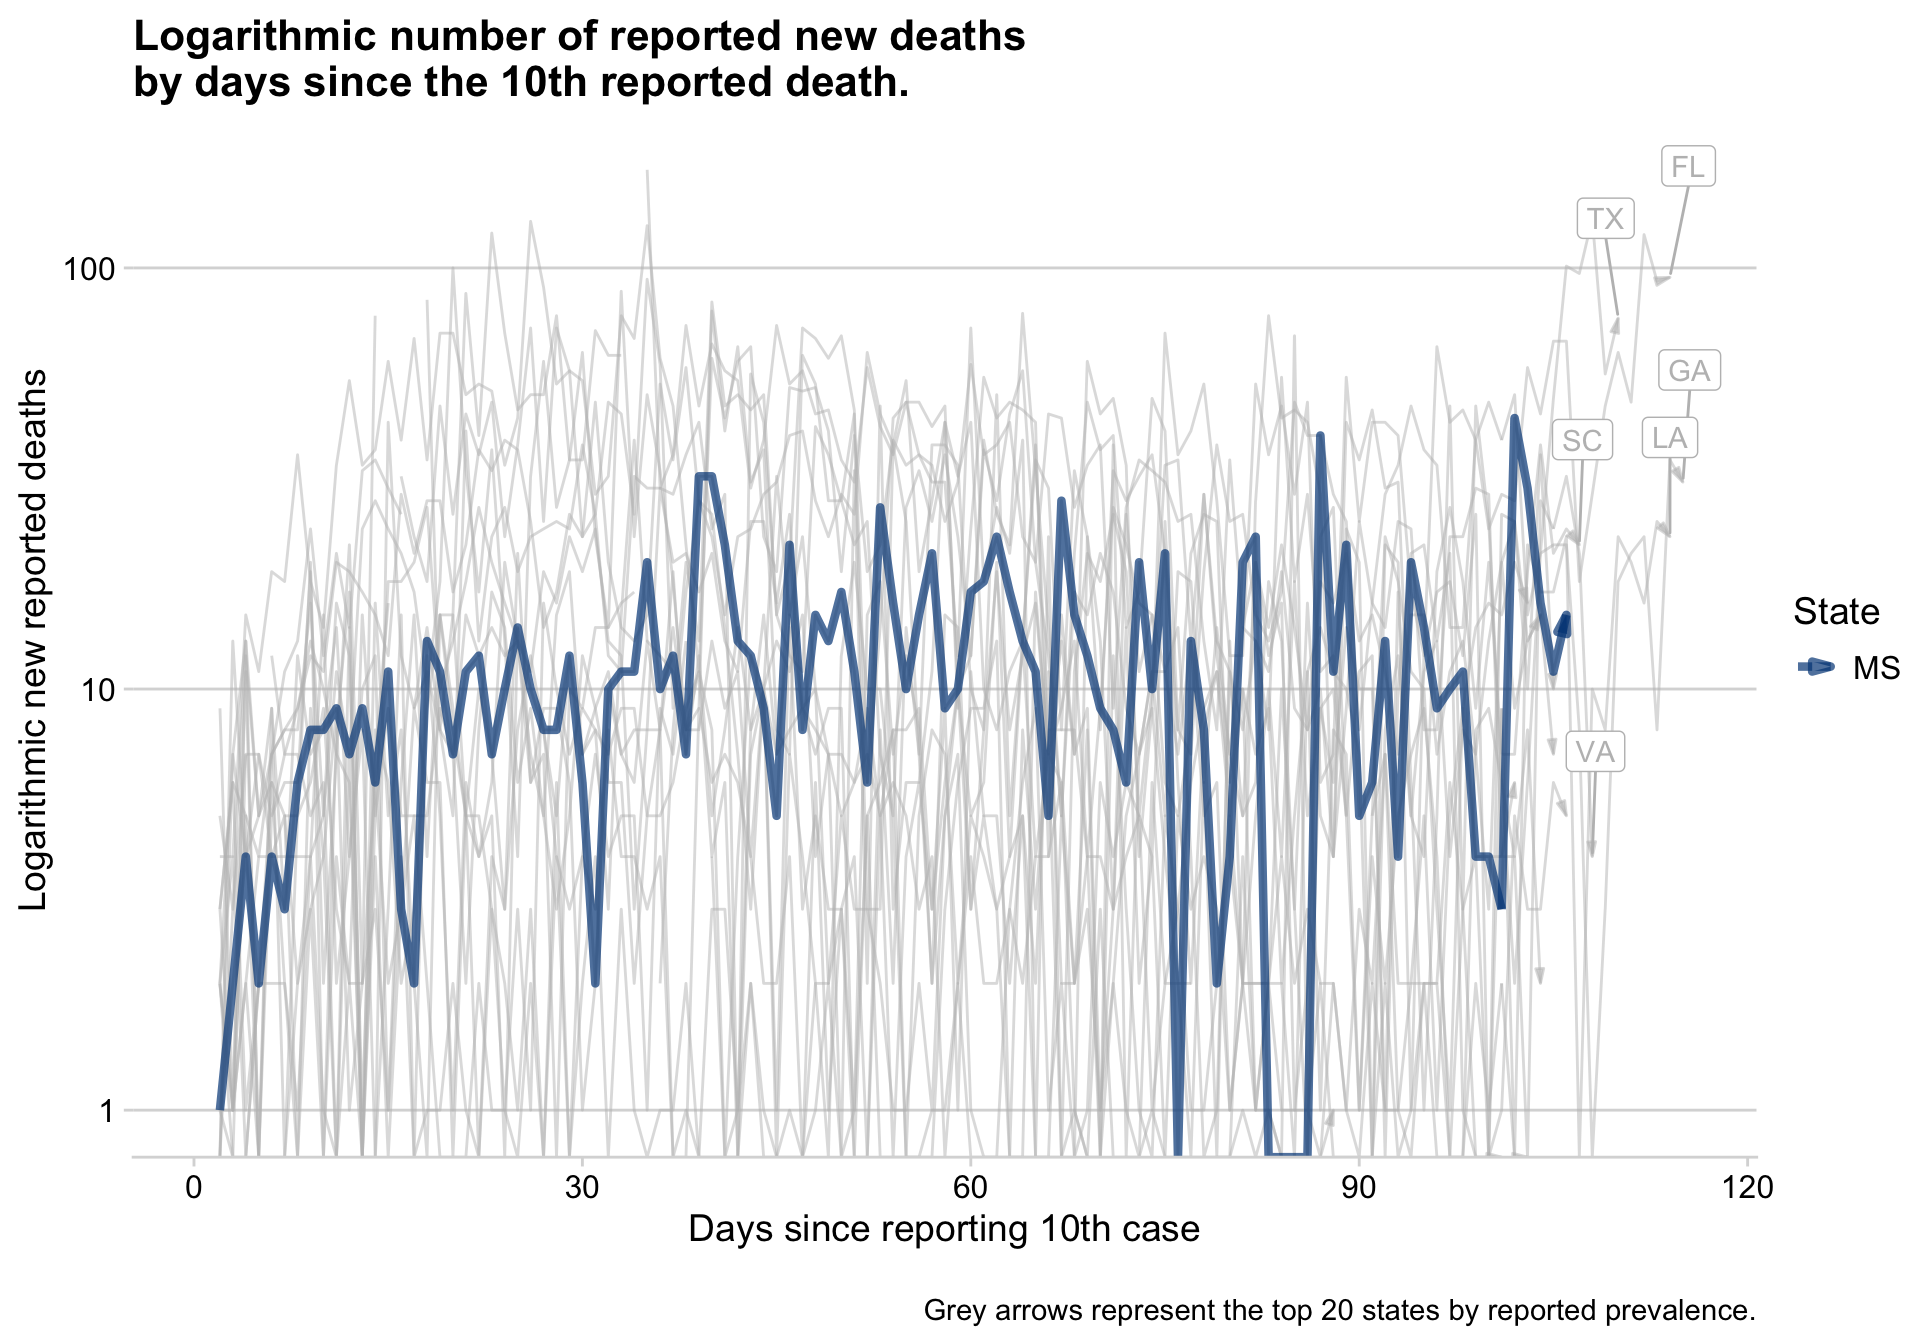 Logarithmic number of reported new deaths
by days since the 10th reported death.
FL
TX
100
GA
SC
LA
Logarithmic new reported deaths
State
MS
10
VA
1
0 30 60 90 120
Days since reporting 10th case
Grey arrows represent the top 20 states by reported prevalence.